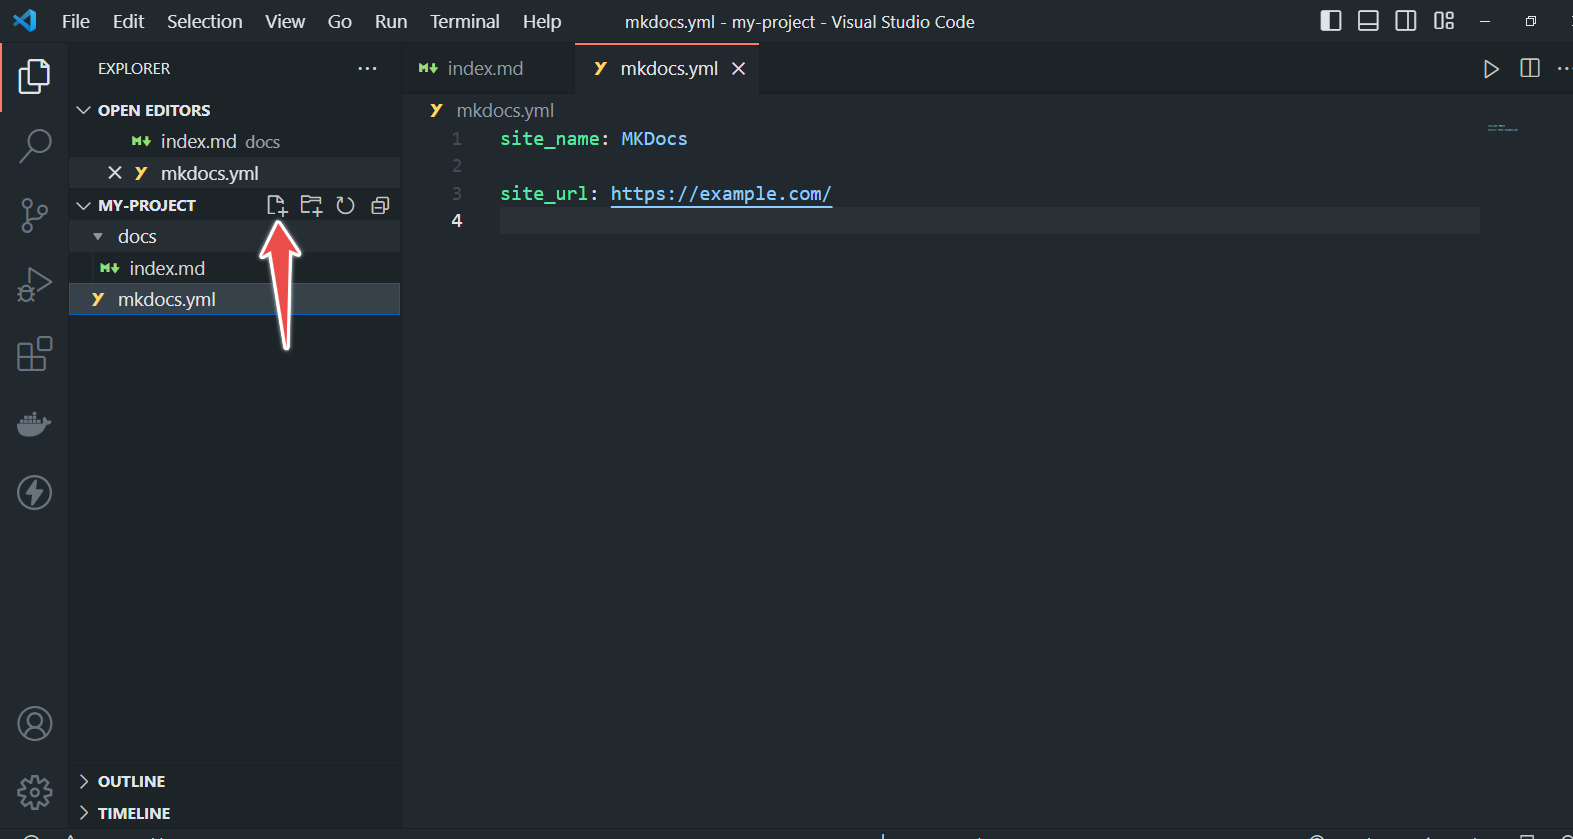 File Edit Selection View Go Run Terminal Help mkdocs.yml - my-project - Visual Studio Code
EXPLORER
index.md
mkdocs.yml
OPEN EDITORS
index.md docs
mkdocs.yml
MY-PROJECT
docs
index.md
mkdocs.yml
OUTLINE
TIMELINE
mkdocs.yml
1 site_name: MKDocs
2
3 site_url: https://example.com/
4